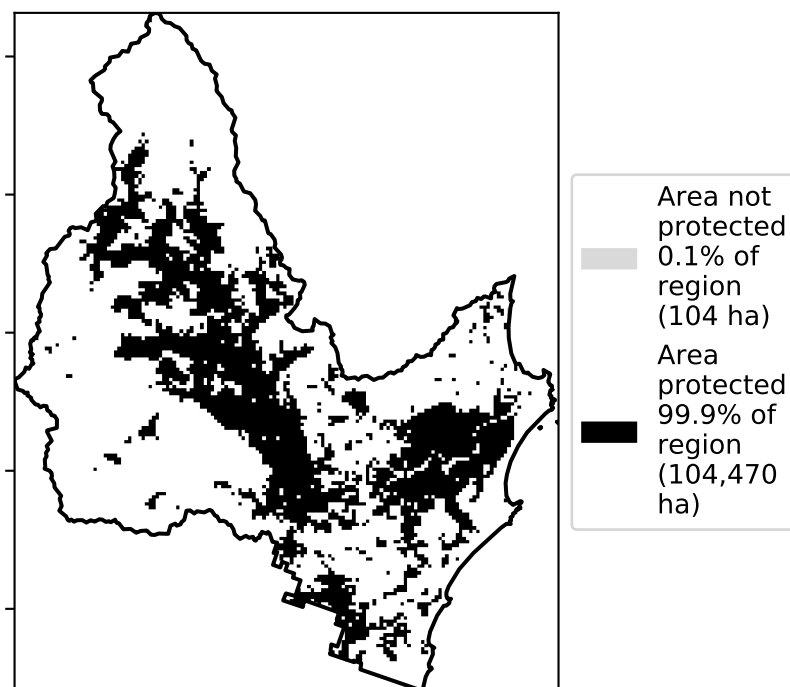 Area not
protected
0.1% of
region
(104 ha)
Area
protected
99.9% of
region
(104,470
ha)